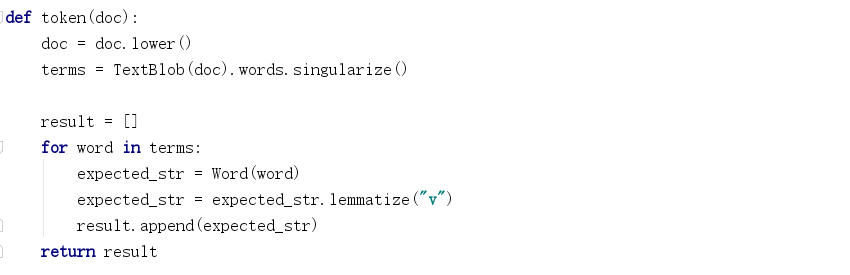 def token(doc):
    doc = doc.lower()
    terms = TextBlob(doc).words.singularize()

    result = []
    for word in terms:
        expected_str = Word(word)
        expected_str = expected_str.lemmatize("v")
        result.append(expected_str)
    return result